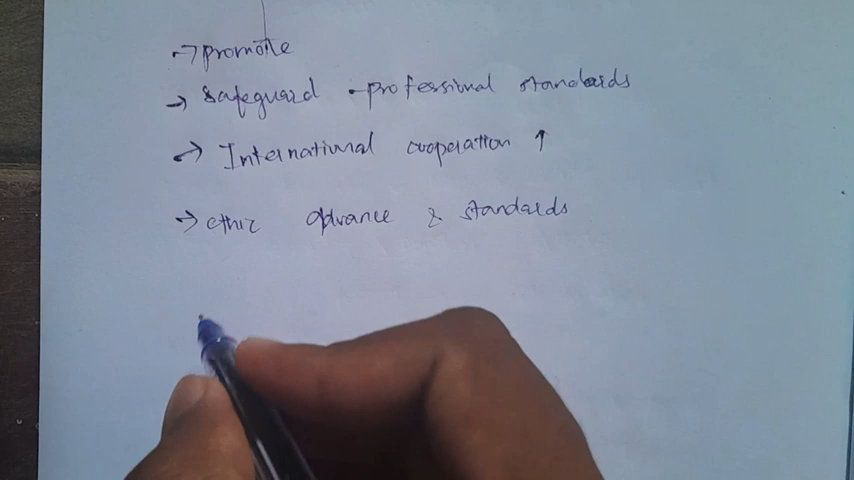 → promote
→ safeguard professional standards
→ International cooperation ↑
→ ethic advance & standards